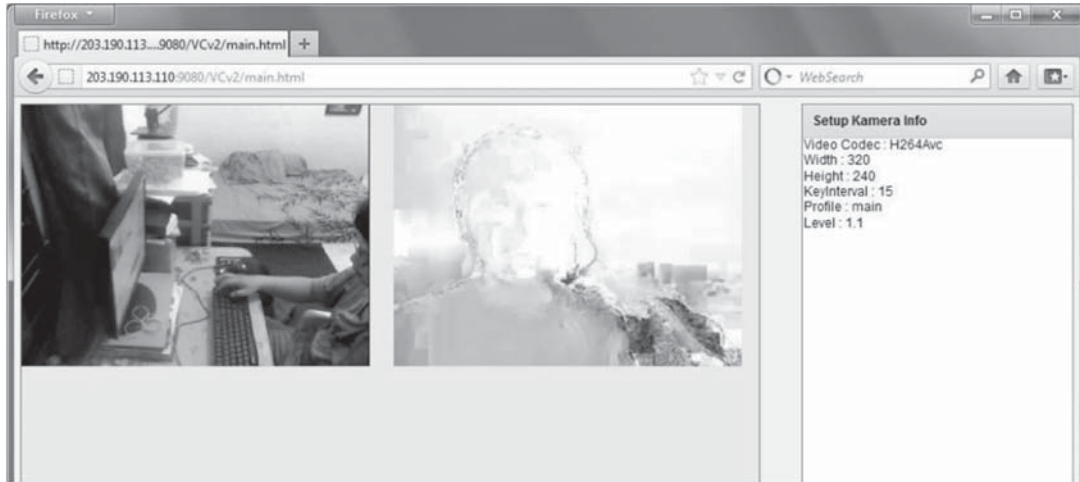 Firefox
http://203.190.113....9080/VCv2/main.html
203.190.113.110:9080/VCv2/main.html
WebSearch
Setup Kamera Info
Video Codec : H264Avc
Width : 320
Height : 240
KeyInterval : 15
Profile : main
Level : 1.1